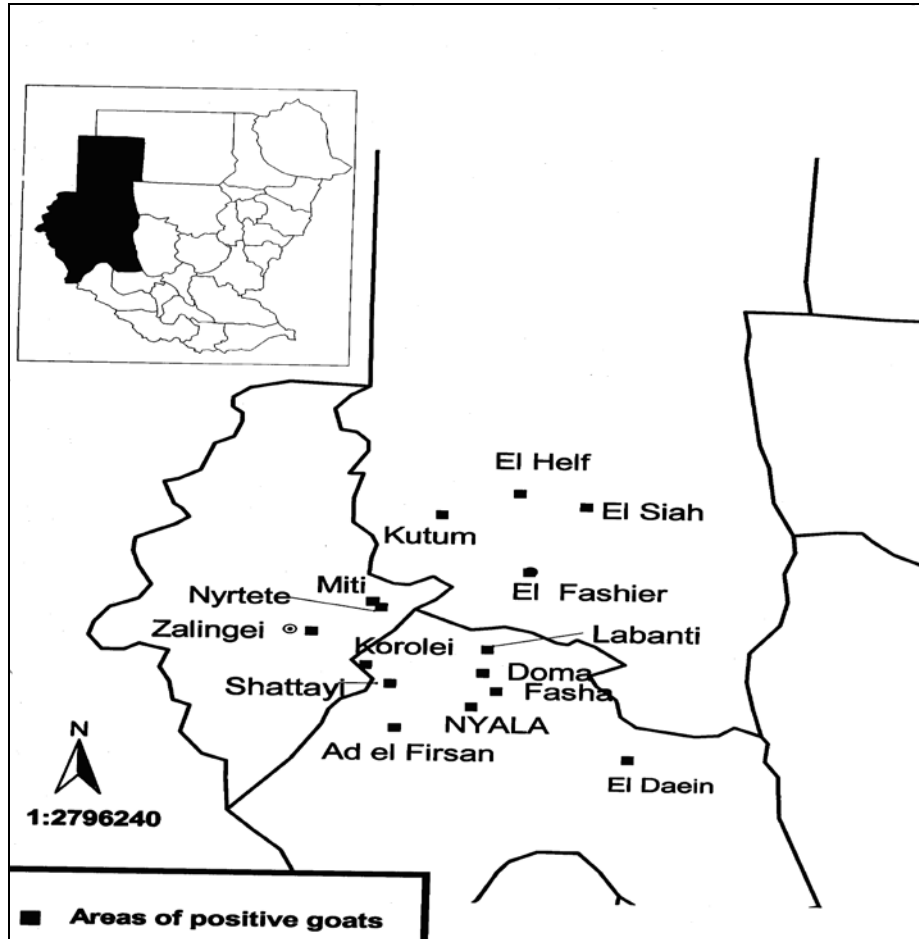 El Helf
El Siah
Kutum
El Fashier
Miti
Nyrtete
Zalingei
Labanti
Korolei
Doma
Shattayi
Fasha
NYALA
Ad el Firsan
El Daein
N
1:2796240
Areas of positive goats